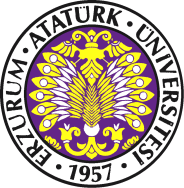 ERZURUM · ATATÜRK · ÜNİVERSİTESİ
· 1957 ·